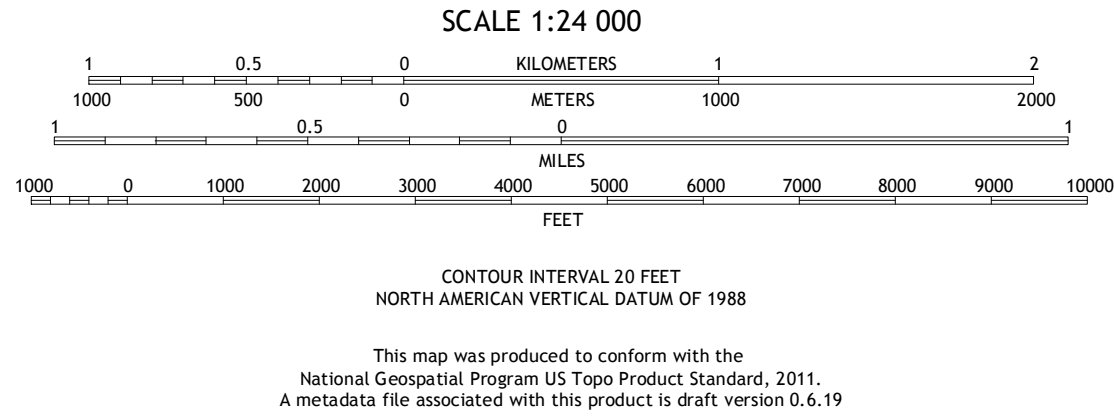 SCALE 1:24 000
1 0.5 0 KILOMETERS 1 2
1000 500 0 METERS 1000 2000
1 0.5 0 1
MILES
1000 0 1000 2000 3000 4000 5000 6000 7000 8000 9000 10000
FEET
CONTOUR INTERVAL 20 FEET
NORTH AMERICAN VERTICAL DATUM OF 1988
This map was produced to conform with the
National Geospatial Program US Topo Product Standard, 2011.
A metadata file associated with this product is draft version 0.6.19